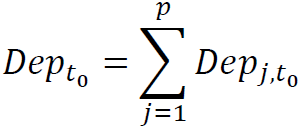 $Dep_{t_0} = \sum_{j=1}^{p} Dep_{j,t_0}$